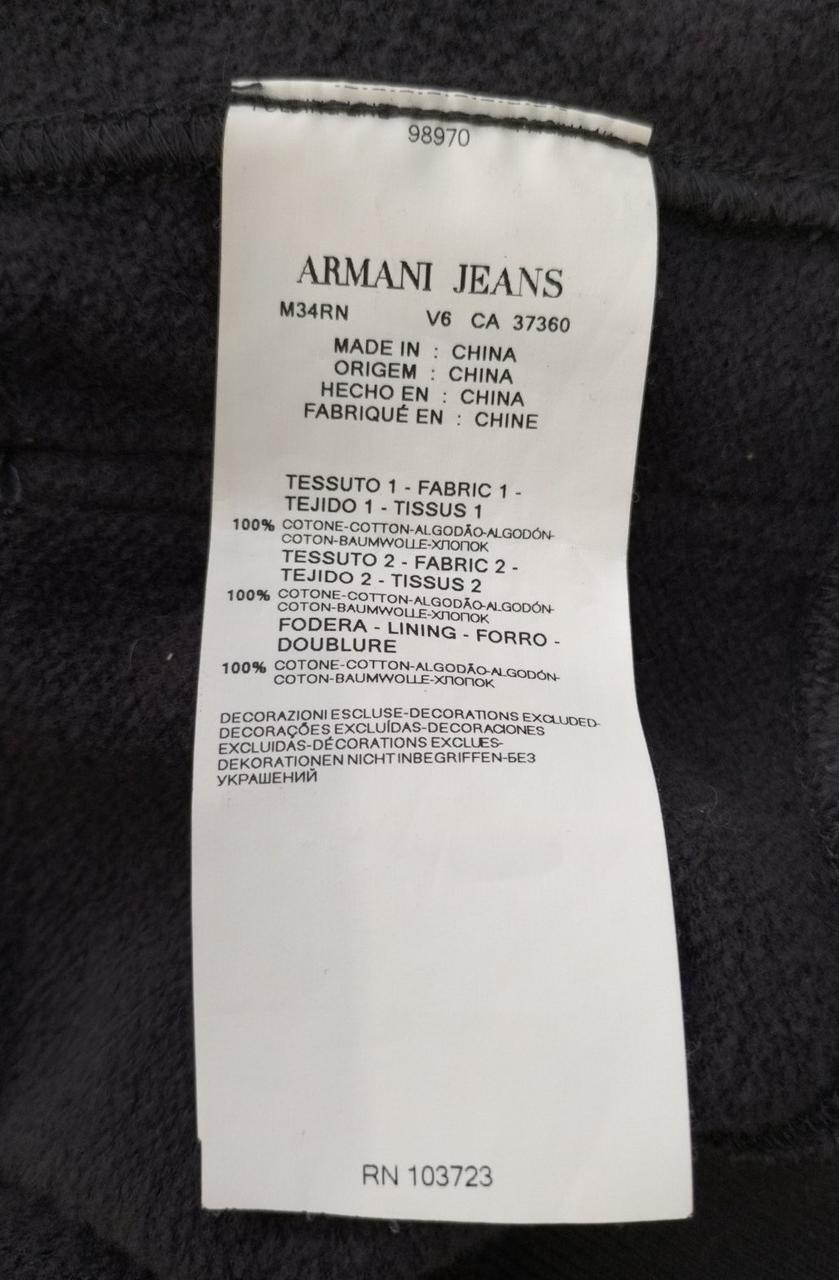 98970
ARMANI JEANS
M34RN V6 CA 37360
MADE IN : CHINA
ORIGEM : CHINA
HECHO EN : CHINA
FABRIQUÉ EN : CHINE
TESSUTO 1 - FABRIC 1 -
TEJIDO 1 - TISSUS 1
100% COTONE-COTTON-ALGODÃO-ALGODÓN-
COTON-BAUMWOLLE-ХЛОПОК
TESSUTO 2 - FABRIC 2 -
TEJIDO 2 - TISSUS 2
100% COTONE-COTTON-ALGODÃO-ALGODÓN-
COTON-BAUMWOLLE-ХЛОПОК
FODERA - LINING - FORRO -
DOUBLURE
100% COTONE-COTTON-ALGODÃO-ALGODÓN-
COTON-BAUMWOLLE-ХЛОПОК
DECORAZIONI ESCLUSE-DECORATIONS EXCLUDED-
DECORAÇÕES EXCLUÍDAS-DECORACIONES
EXCLUIDAS-DÉCORATIONS EXCLUES-
DEKORATIONEN NICHT INBEGRIFFEN-БЕЗ
УКРАШЕНИЙ
RN 103723